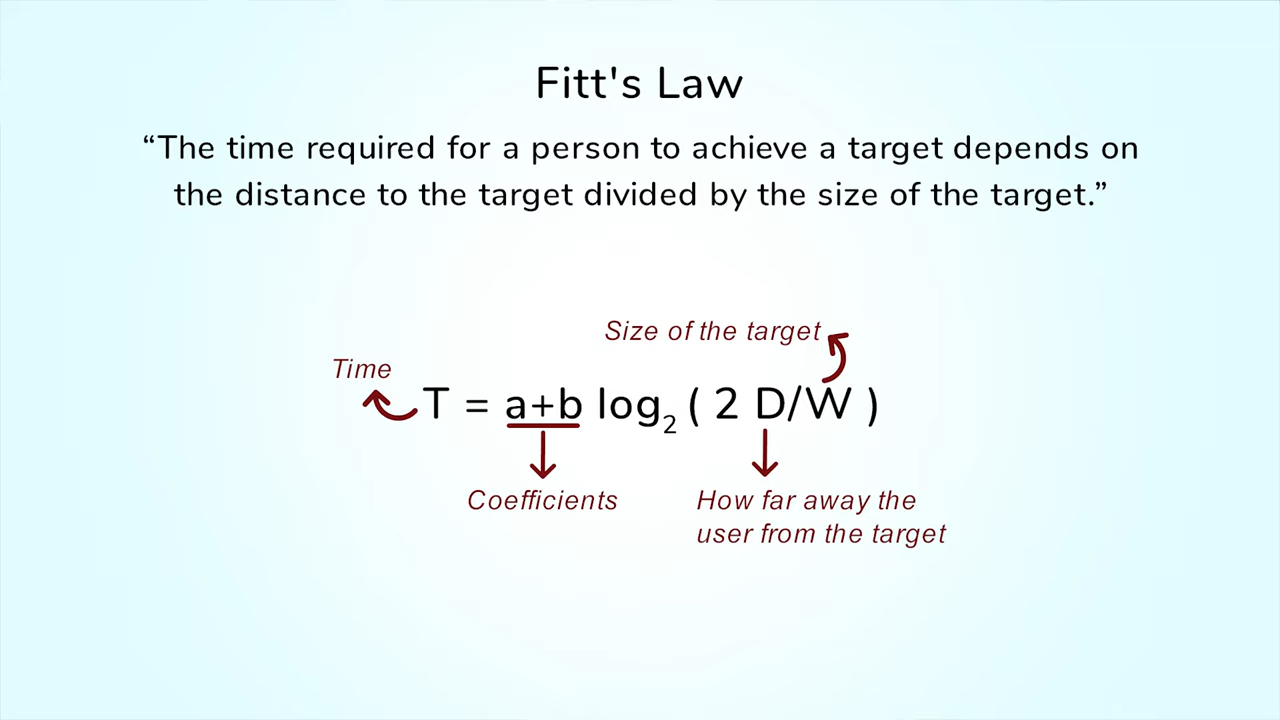 Fitt's Law
“The time required for a person to achieve a target depends on
the distance to the target divided by the size of the target.”
Size of the target
Time
T = a+b log₂ ( 2 D/W )
Coefficients
How far away the
user from the target